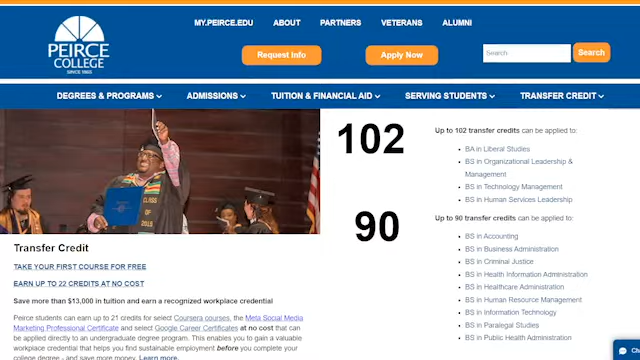 MY.PEIRCE.EDU ABOUT PARTNERS VETERANS ALUMNI
PEIRCE
COLLEGE
SINCE 1865
Request Info Apply Now Search Search
DEGREES & PROGRAMS ADMISSIONS TUITION & FINANCIAL AID SERVING STUDENTS TRANSFER CREDIT
CLASS
OF
2015
Transfer Credit
TAKE YOUR FIRST COURSE FOR FREE
EARN UP TO 22 CREDITS AT NO COST
Save more than $13,000 in tuition and earn a recognized workplace credential
Peirce students can earn up to 21 credits for select Coursera courses, the Meta Social Media
Marketing Professional Certificate and select Google Career Certificates at no cost that can
be applied directly to an undergraduate degree program. This enables you to gain a valuable
workplace credential that helps you find sustainable employment before you complete your
college degree - and save more money. Learn more.
102
Up to 102 transfer credits can be applied to:
BA in Liberal Studies
BS in Organizational Leadership &
Management
BS in Technology Management
BS in Human Services Leadership
90
Up to 90 transfer credits can be applied to:
BS in Accounting
BS in Business Administration
BS in Criminal Justice
BS in Health Information Administration
BS in Healthcare Administration
BS in Human Resource Management
BS in Information Technology
BS in Paralegal Studies
BS in Public Health Administration